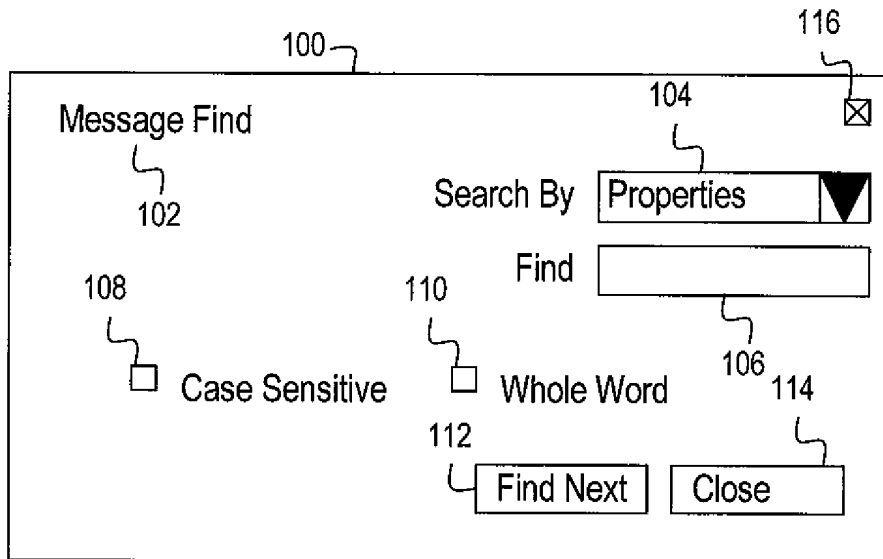 100
116
Message Find
104
102
Search By Properties
Find
108
110
106
Case Sensitive
Whole Word
114
112
Find Next
Close